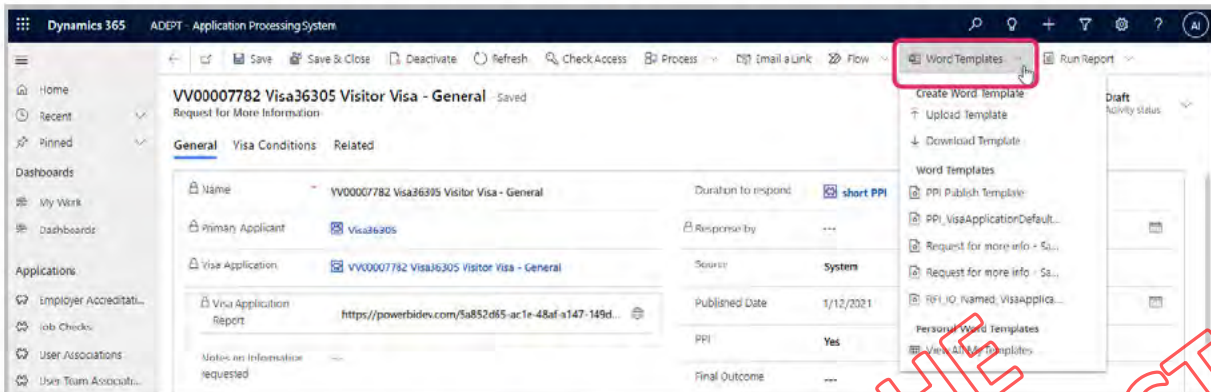 Dynamics 365 ADEPT - Application Processing System ? AI
Save Save & Close Deactivate Refresh Check Access Process Email a Link Flow Word Templates Run Report
Home
Recent
Pinned
Dashboards
My Work
Dashboards
Applications
Employer Accreditati...
Job Checks
User Associations
User Team Associati...
VV00007782 Visa36305 Visitor Visa - General - Saved
Request for More Information
General Visa Conditions Related
Draft
Activity status
Name * VV00007782 Visa36305 Visitor Visa - General
Primary Applicant Visa36305
Visa Application VV00007782 Visa36305 Visitor Visa - General
Visa Application Report https://powerbidev.com/5a852d65-ac1e-48af-a147-149d...
Notes on Information requested ---
Duration to respond short PPI
Response by ---
Source System
Published Date 1/12/2021
PPI Yes
Final Outcome ---
Create Word Template
Upload Template
Download Template
Word Templates
PPI Publish Template
PPI_VisaApplicationDefault...
Request for more info - Sa...
Request for more info - Sa...
RFI_IO_Named_VisaApplica...
Personal Word Templates
View All My Templates
THE